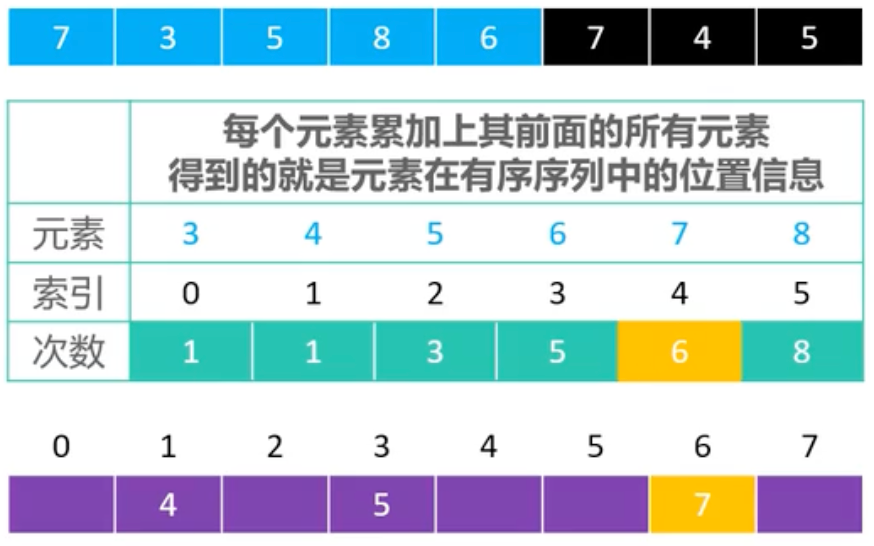 7 3 5 8 6 7 4 5
每个元素累加上其前面的所有元素
得到的就是元素在有序序列中的位置信息
元素 3 4 5 6 7 8
索引 0 1 2 3 4 5
次数 1 1 3 5 6 8
0 1 2 3 4 5 6 7
4 5 7